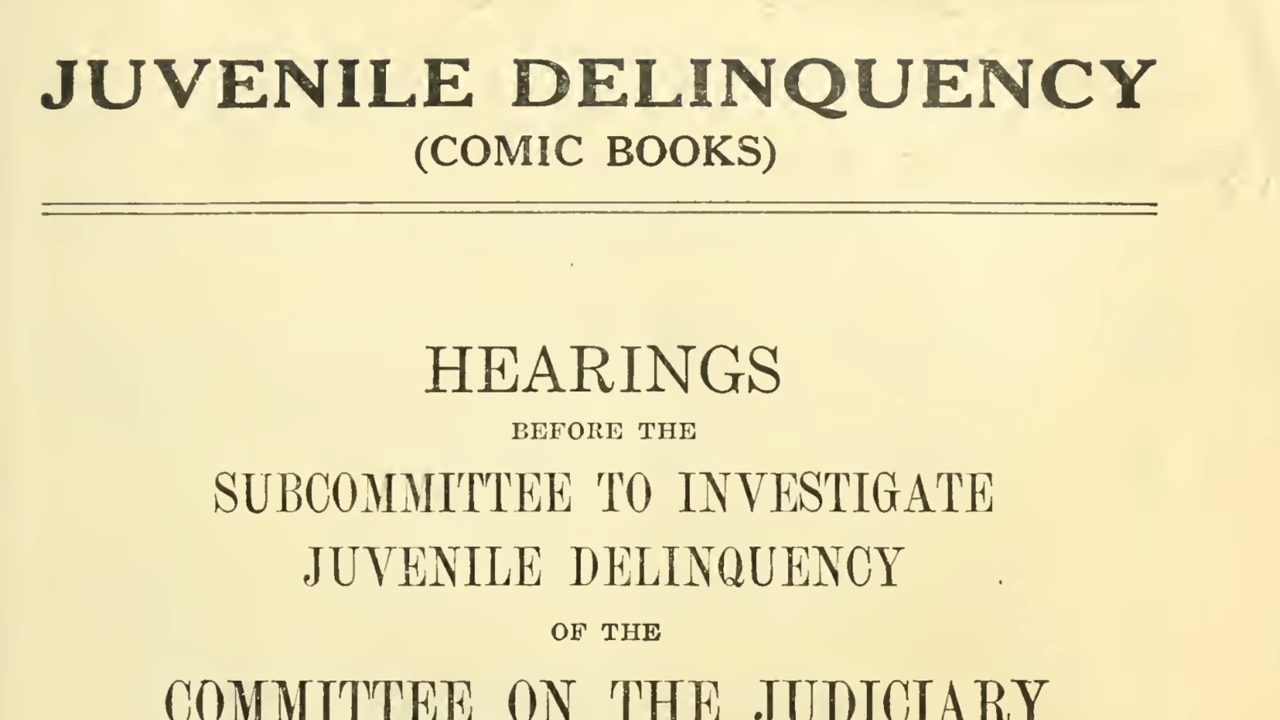 JUVENILE DELINQUENCY
(COMIC BOOKS)
HEARINGS
BEFORE THE
SUBCOMMITTEE TO INVESTIGATE
JUVENILE DELINQUENCY
OF THE
COMMITTEE ON THE JUDICIARY